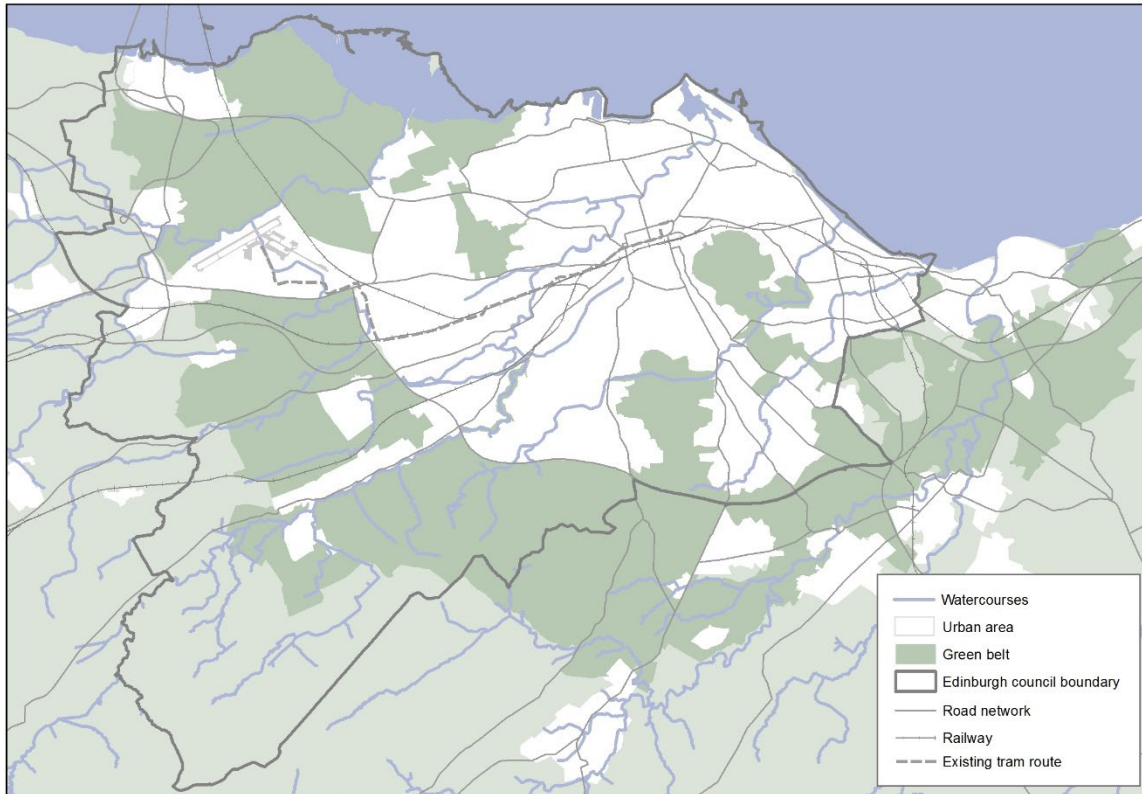 Watercourses
Urban area
Green belt
Edinburgh council boundary
Road network
Railway
Existing tram route